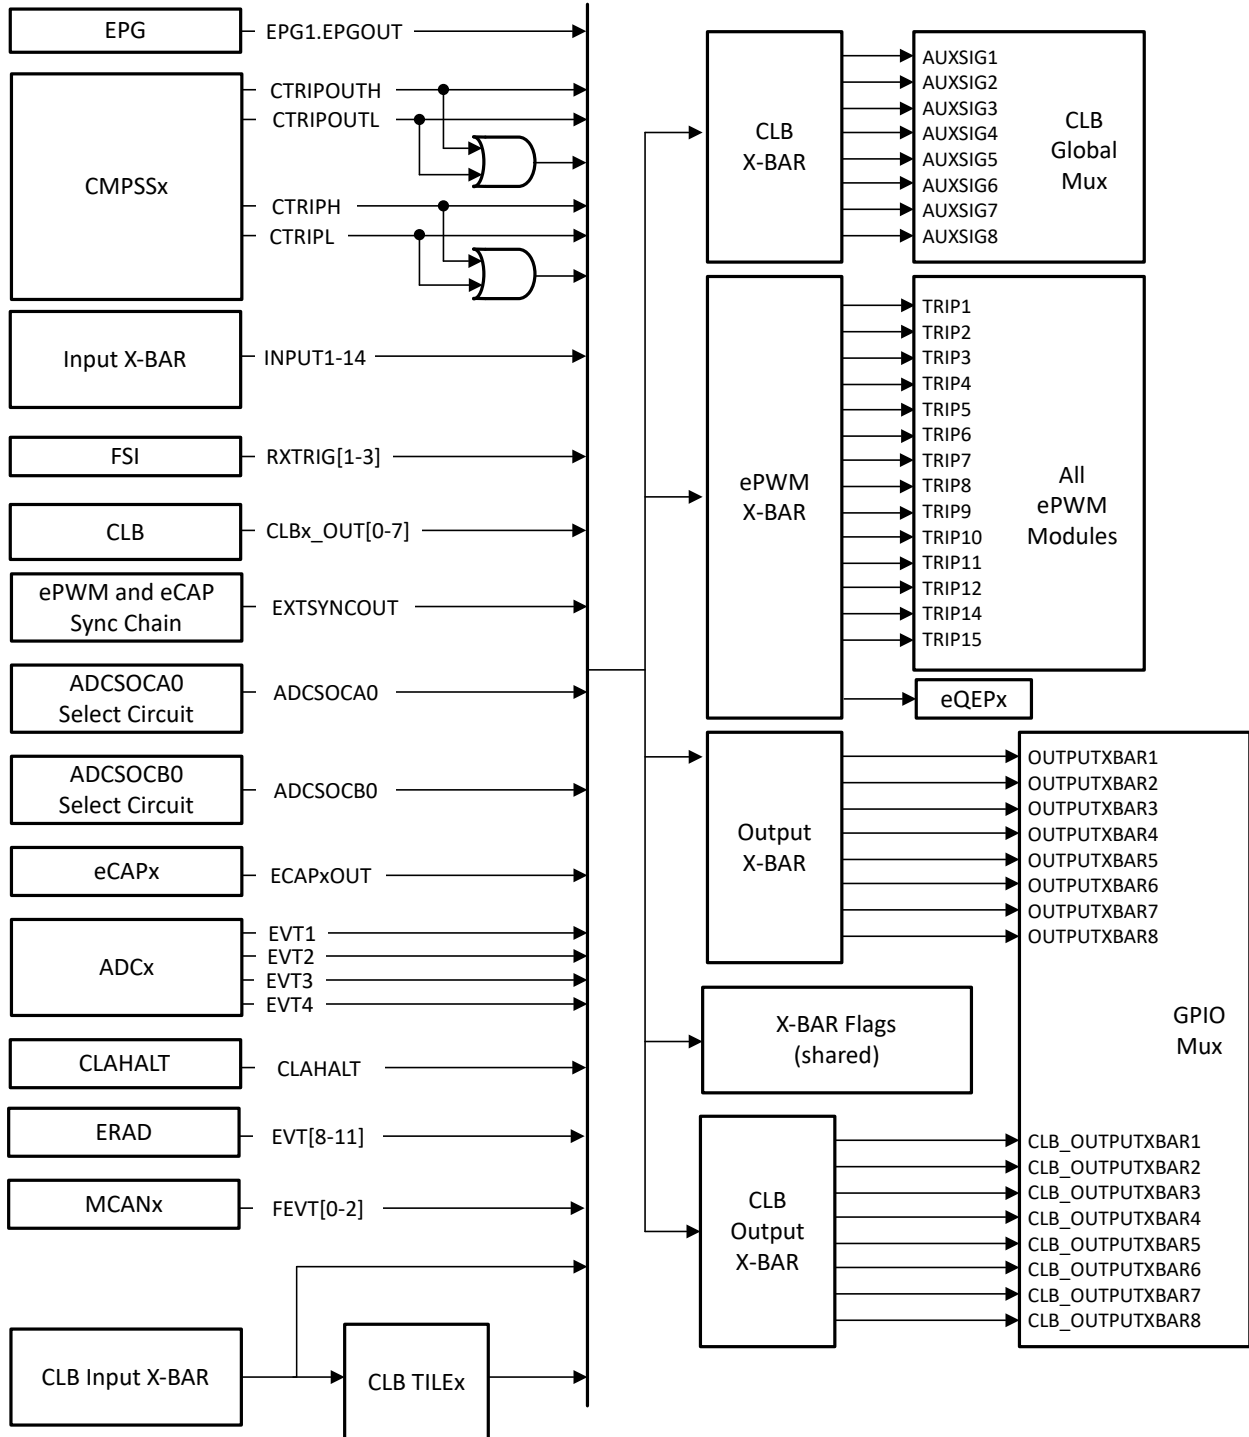 EPG
EPG1.EPGOUT
CMPSSx
CTRIPOUTH
CTRIPOUTL
CTRIPH
CTRIPL
Input X-BAR
INPUT1-14
FSI
RXTRIG[1-3]
CLB
CLBx_OUT[0-7]
ePWM and eCAP
Sync Chain
EXTSYNCOUT
ADCSOCA0
Select Circuit
ADCSOCA0
ADCSOCB0
Select Circuit
ADCSOCB0
eCAPx
ECAPxOUT
ADCx
EVT1
EVT2
EVT3
EVT4
CLAHALT
CLAHALT
ERAD
EVT[8-11]
MCANx
FEVT[0-2]
CLB Input X-BAR
CLB TILEx
CLB
X-BAR
AUXSIG1
AUXSIG2
AUXSIG3
AUXSIG4
AUXSIG5
AUXSIG6
AUXSIG7
AUXSIG8
CLB
Global
Mux
ePWM
X-BAR
TRIP1
TRIP2
TRIP3
TRIP4
TRIP5
TRIP6
TRIP7
TRIP8
TRIP9
TRIP10
TRIP11
TRIP12
TRIP14
TRIP15
All
ePWM
Modules
eQEPx
Output
X-BAR
OUTPUTXBAR1
OUTPUTXBAR2
OUTPUTXBAR3
OUTPUTXBAR4
OUTPUTXBAR5
OUTPUTXBAR6
OUTPUTXBAR7
OUTPUTXBAR8
X-BAR Flags
(shared)
GPIO
Mux
CLB
Output
X-BAR
CLB_OUTPUTXBAR1
CLB_OUTPUTXBAR2
CLB_OUTPUTXBAR3
CLB_OUTPUTXBAR4
CLB_OUTPUTXBAR5
CLB_OUTPUTXBAR6
CLB_OUTPUTXBAR7
CLB_OUTPUTXBAR8